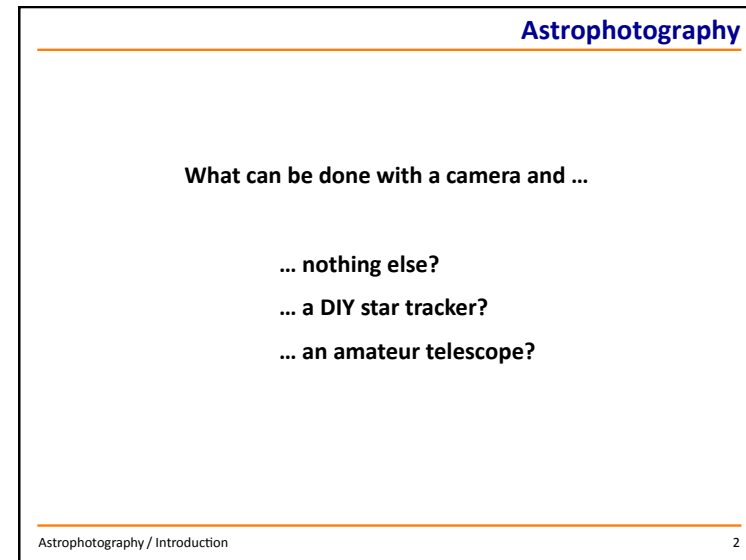 Astrophotography
What can be done with a camera and …
… nothing else?
… a DIY star tracker?
… an amateur telescope?
Astrophotography / Introduction 2